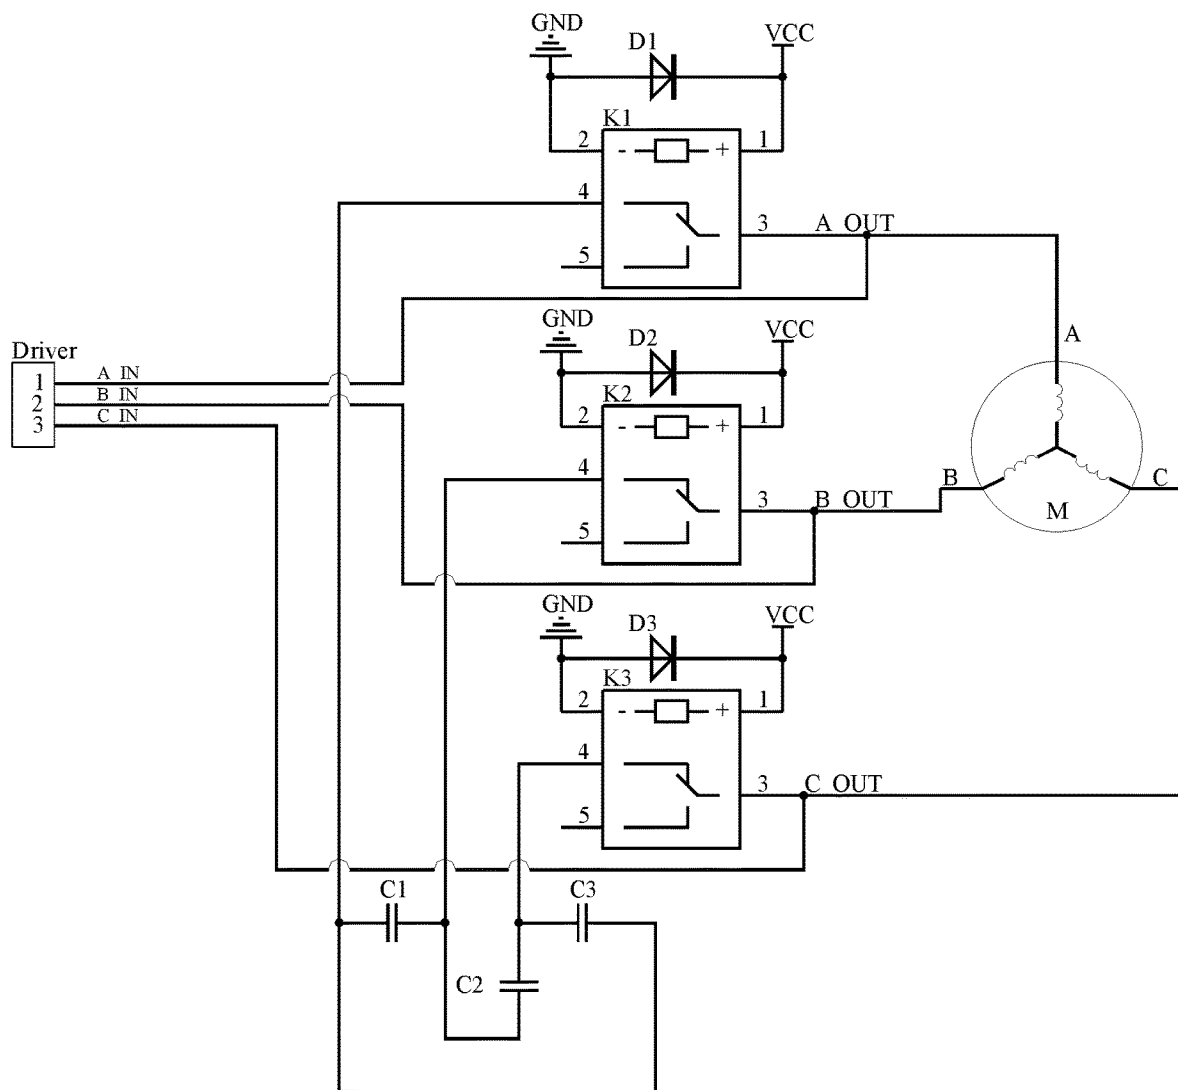 GND
D1
VCC
K1
2 - + 1
4
3 A OUT
5
GND
D2
VCC
Driver
1 A IN
2 B IN
3 C IN
K2
2 - + 1
4
3 B OUT
5
A
B
C
M
GND
D3
VCC
K3
2 - + 1
4
3 C OUT
5
C1
C3
C2